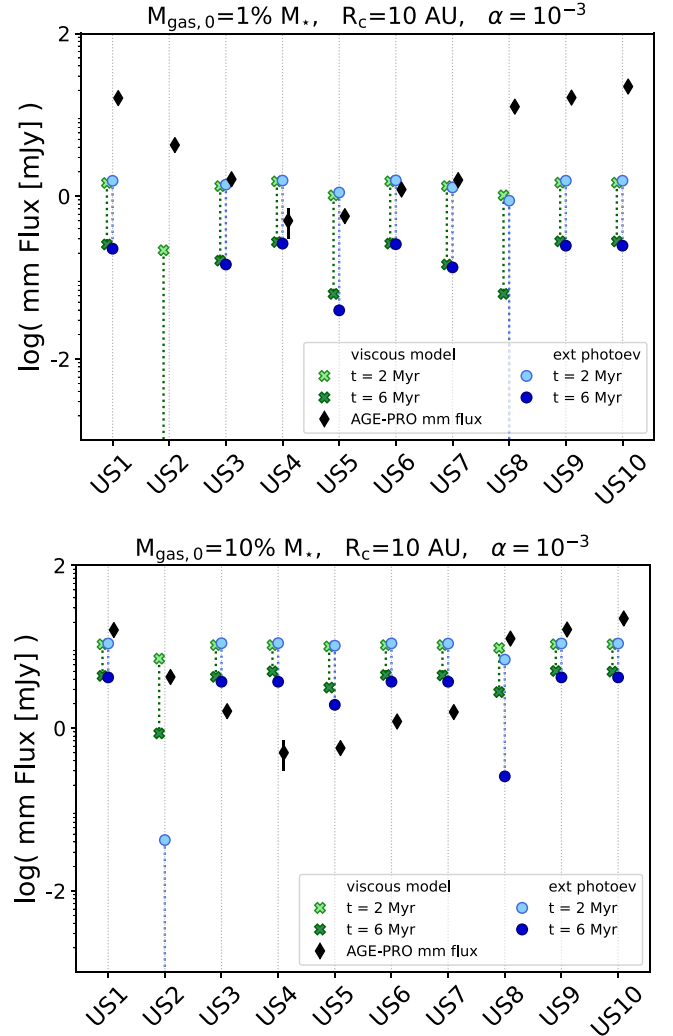 M_gas, 0=1% M⋆, R_c=10 AU, α=10⁻³
2
0
-2
log( mm Flux [mJy] )
viscous model ext photoev
t = 2 Myr t = 2 Myr
t = 6 Myr t = 6 Myr
AGE-PRO mm flux
US1 US2 US3 US4 US5 US6 US7 US8 US9 US10
M_gas, 0=10% M⋆, R_c=10 AU, α=10⁻³
2
0
-2
log( mm Flux [mJy] )
viscous model ext photoev
t = 2 Myr t = 2 Myr
t = 6 Myr t = 6 Myr
AGE-PRO mm flux
US1 US2 US3 US4 US5 US6 US7 US8 US9 US10